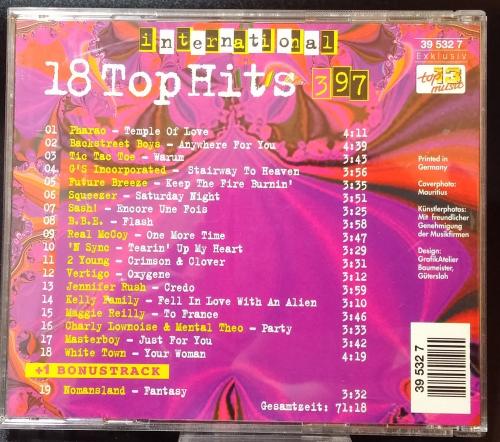 international
18 Top Hits 397
39 532 7
Exklusiv
top 13 music
01 Pharao – Temple Of Love 4:11
02 Backstreet Boys – Anywhere For You 4:39
03 Tic Tac Toe – Warum 3:43
04 G'S Incorporated – Stairway To Heaven 3:56
05 Future Breeze – Keep The Fire Burnin' 3:35
06 Squeezer – Saturday Night 3:51
07 Sash! – Encore Une Fois 3:25
08 B.B.E. – Flash 3:58
09 Real McCoy – One More Time 3:47
10 'N Sync – Tearin' Up My Heart 3:29
11 2 Young – Crimson & Clover 3:31
12 Vertigo – Oxygene 3:12
13 Jennifer Rush – Credo 3:59
14 Kelly Family – Fell In Love With An Alien 3:10
15 Maggie Reilly – To France 3:46
16 Charly Lownoise & Mental Theo – Party 3:33
17 Masterboy – Just For You 3:42
18 White Town – Your Woman 4:19
+1 BONUSTRACK
19 Nomansland – Fantasy 3:32
Gesamtzeit: 71:18
Printed in
Germany
Coverphoto:
Mauritius
Künstlerphotos:
Mit freundlicher
Genehmigung
der Musikfirmen
Design:
GrafikAtelier
Baumeister,
Gütersloh
39 532 7